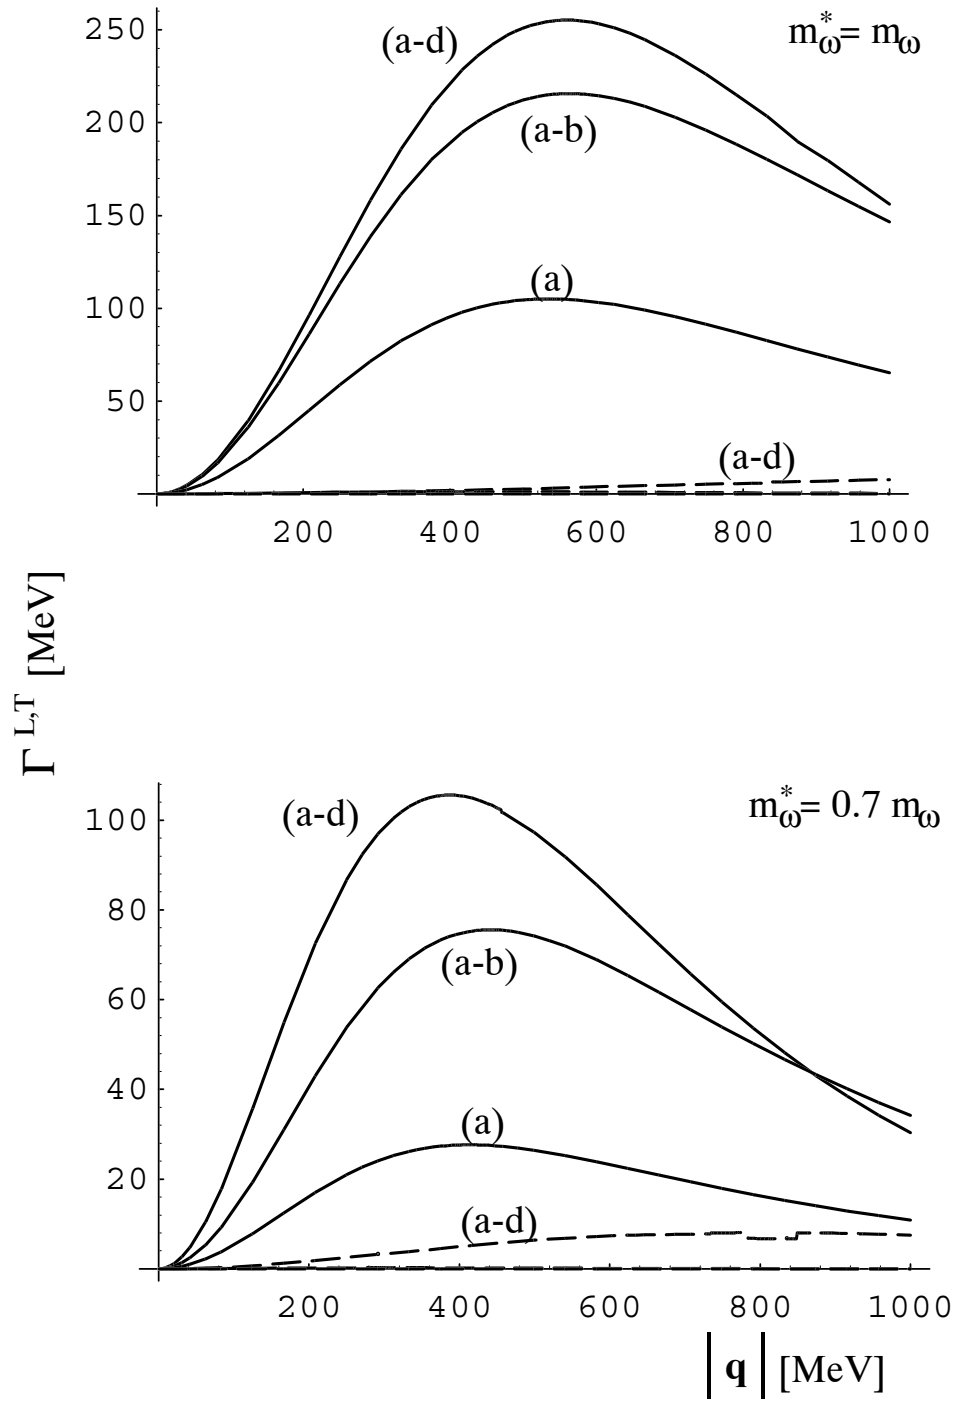 250
(a-d)
m*ω = mω
200
(a-b)
150
(a)
100
50
(a-d)
200 400 600 800 1000
Γ L,T [MeV]
(a-d)
m*ω = 0.7 mω
100
80
(a-b)
60
40
(a)
20
(a-d)
200 400 600 800 1000
|q| [MeV]